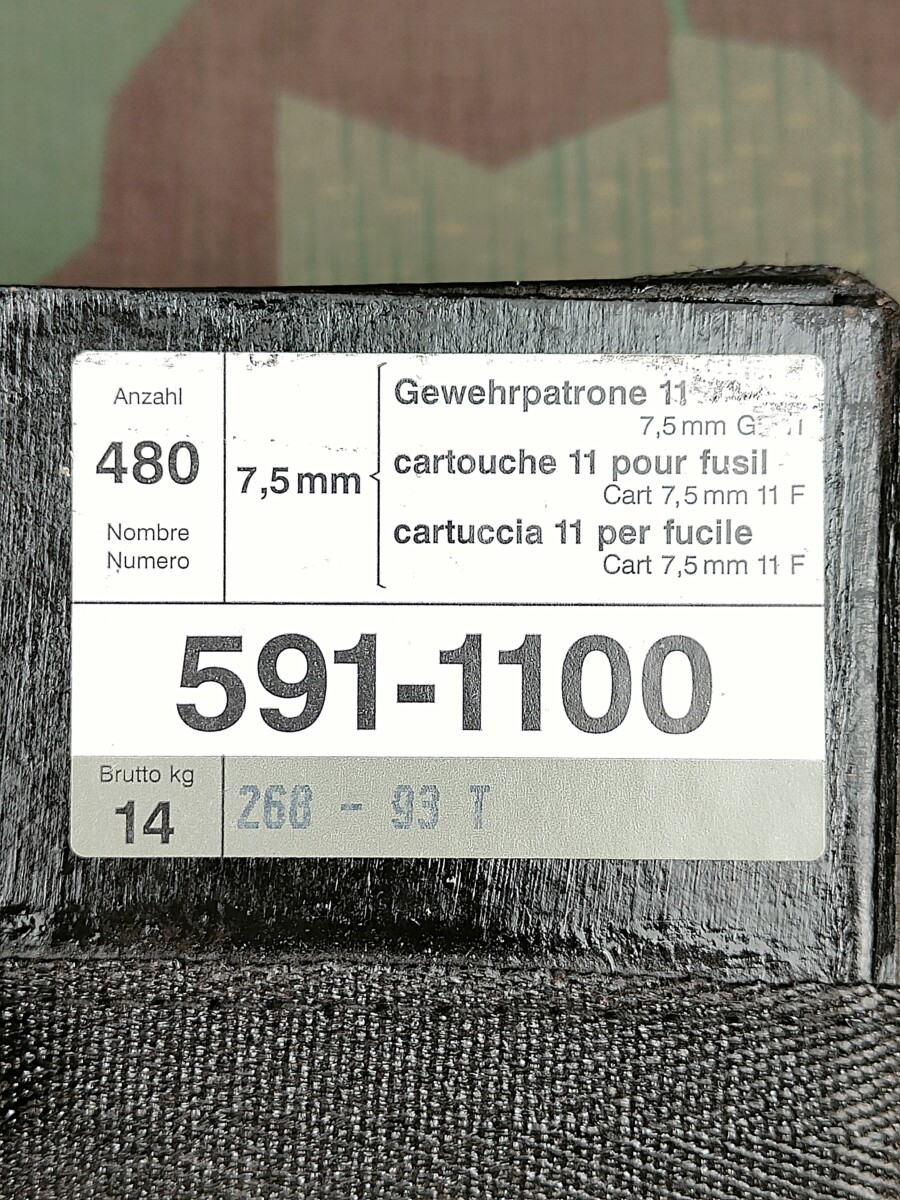 Anzahl
480
Nombre
Numero
7,5 mm
Gewehrpatrone 11
7,5 mm
cartouche 11 pour fusil
Cart 7,5 mm 11 F
cartuccia 11 per fucile
Cart 7,5 mm 11 F
591-1100
Brutto kg
14
268 - 93 T